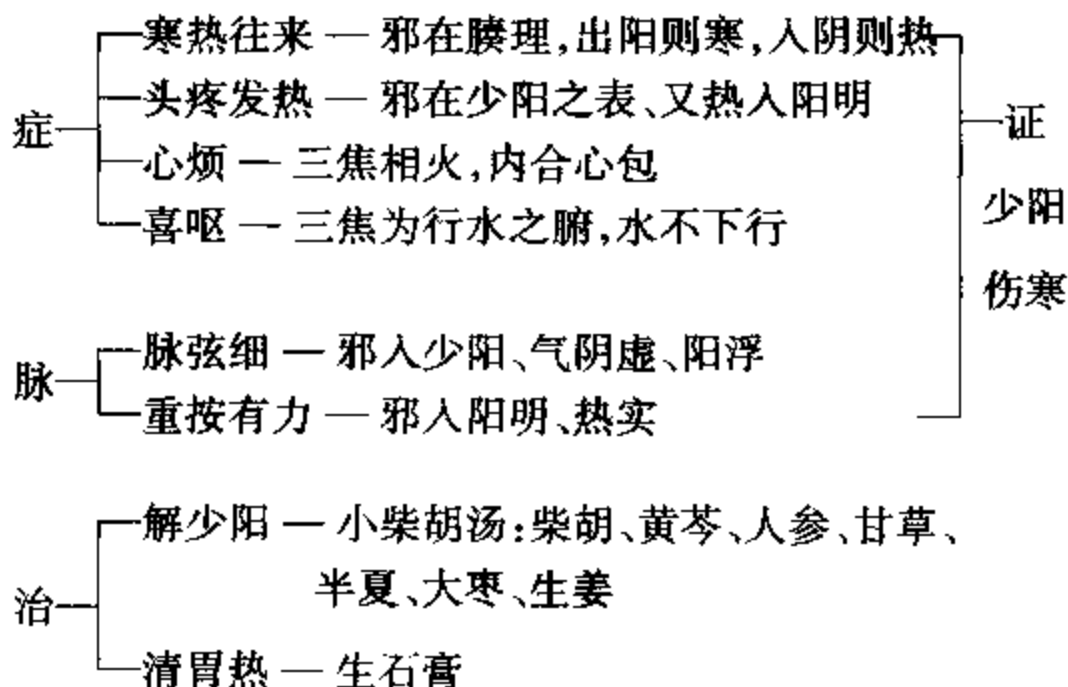 寒热往来 — 邪在腠理,出阳则寒,入阴则热
头疼发热 — 邪在少阳之表、又热入阳明
症
证
心烦 — 三焦相火,内合心包
喜呕 — 三焦为行水之腑,水不下行
少阳
伤寒
脉弦细 — 邪入少阳、气阴虚、阳浮
脉
重按有力 — 邪入阳明、热实
解少阳 — 小柴胡汤:柴胡、黄芩、人参、甘草、
半夏、大枣、生姜
治
清胃热 — 生石膏